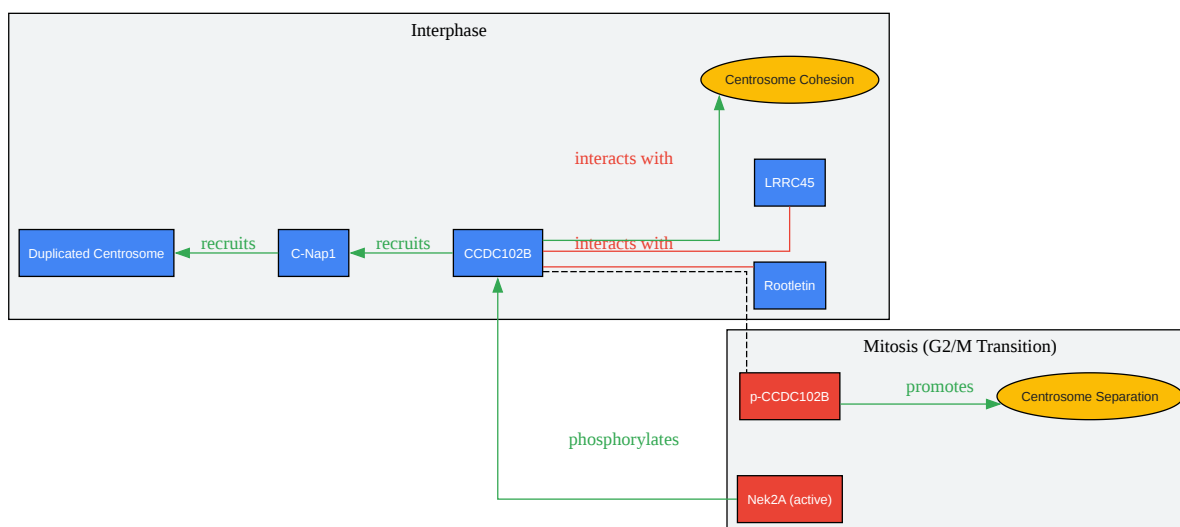 Interphase
Centrosome Cohesion
interacts with
LRRC45
Duplicated Centrosome
recruits
C-Nap1
recruits
CCDC102B
interacts with
Rootletin
Mitosis (G2/M Transition)
p-CCDC102B
promotes
Centrosome Separation
phosphorylates
Nek2A (active)